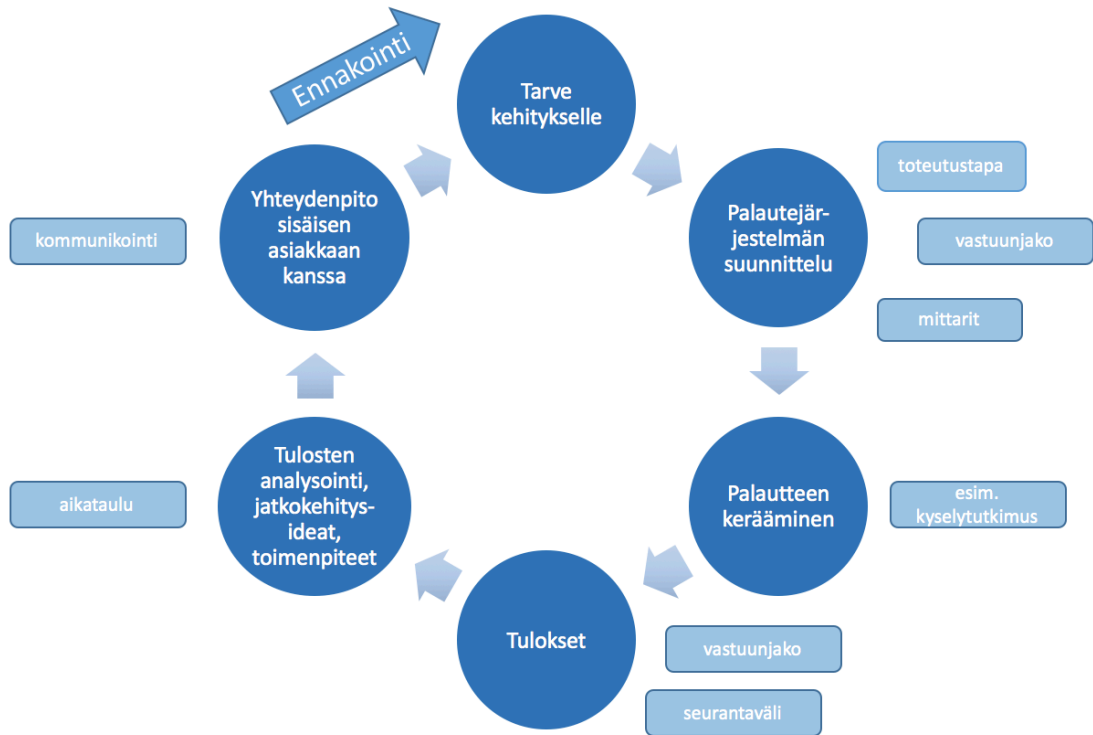 Ennakointi
Tarve
kehitykselle
Palautejär-
jestelmän
suunnittelu
toteutustapa
vastuunjako
mittarit
Palautteen
kerääminen
esim.
kyselytutkimus
Tulokset
vastuunjako
seurantaväli
Tulosten
analysointi,
jatkokehitys-
ideat,
toimenpiteet
aikataulu
Yhteydenpito
sisäisen
asiakkaan
kanssa
kommunikointi